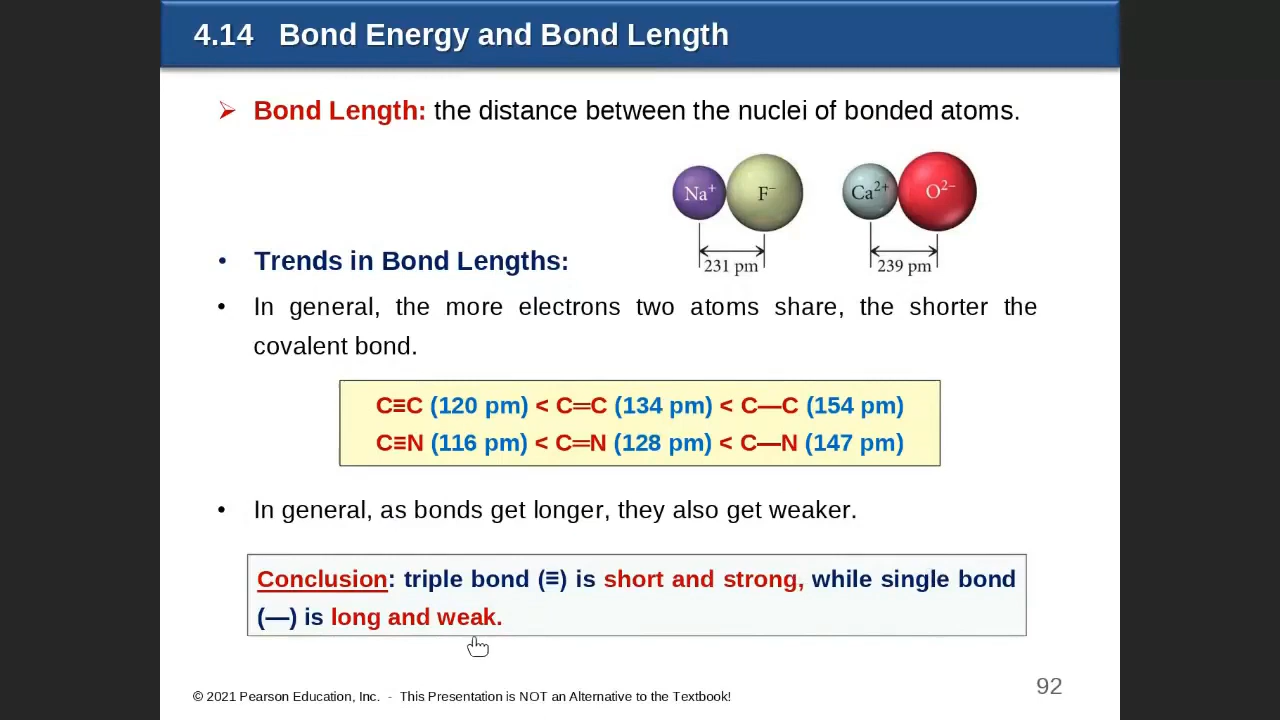 4.14 Bond Energy and Bond Length
➢ Bond Length: the distance between the nuclei of bonded atoms.
Na⁺ F⁻ Ca²⁺ O²⁻
231 pm 239 pm
• Trends in Bond Lengths:
• In general, the more electrons two atoms share, the shorter the
covalent bond.
C≡C (120 pm) < C═C (134 pm) < C—C (154 pm)
C≡N (116 pm) < C═N (128 pm) < C—N (147 pm)
• In general, as bonds get longer, they also get weaker.
Conclusion: triple bond (≡) is short and strong, while single bond
(—) is long and weak.
© 2021 Pearson Education, Inc. - This Presentation is NOT an Alternative to the Textbook!
92